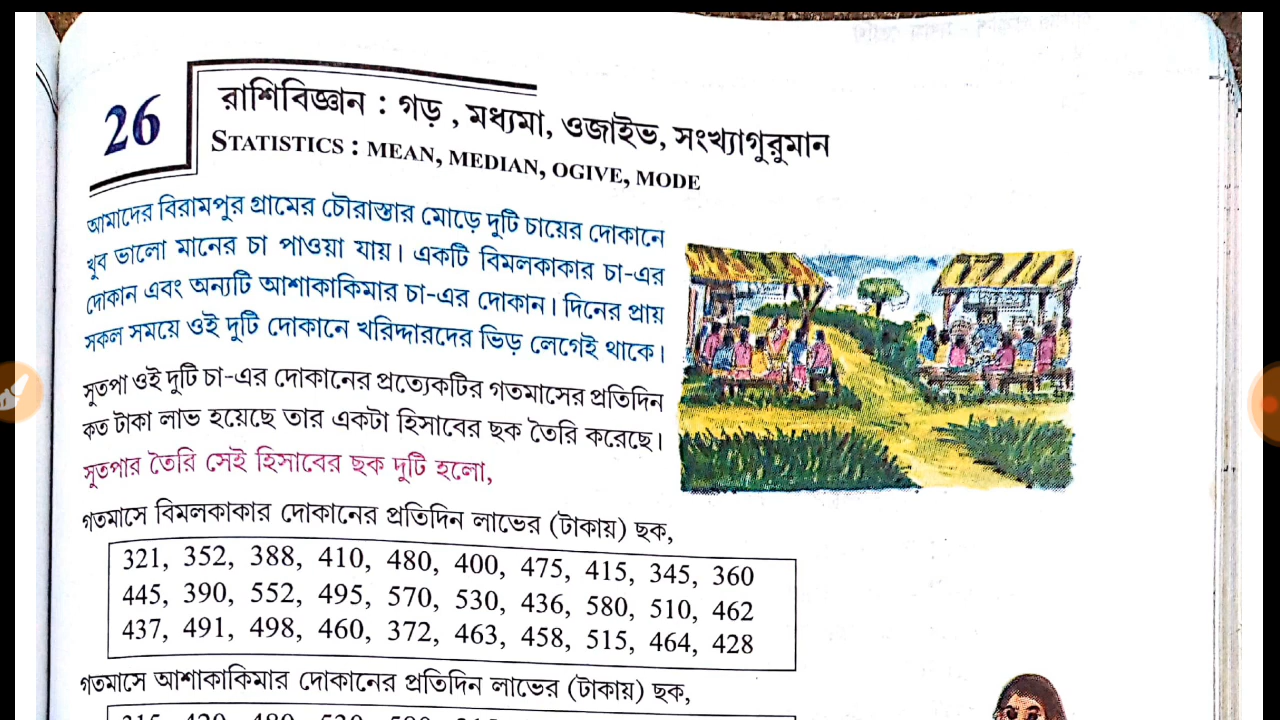 26
রাশিবিজ্ঞান : গড় , মধ্যমা, ওজাইভ, সংখ্যাগুরুমান
STATISTICS : MEAN, MEDIAN, OGIVE, MODE
আমাদের বিরামপুর গ্রামের চৌরাস্তার মোড়ে দুটি চায়ের দোকানে
খুব ভালো মানের চা পাওয়া যায়। একটি বিমলকাকার চা-এর
দোকান এবং অন্যটি আশাকাকিমার চা-এর দোকান। দিনের প্রায়
সকল সময়ে ওই দুটি দোকানে খরিদ্দারদের ভিড় লেগেই থাকে।
সুতপা ওই দুটি চা-এর দোকানের প্রত্যেকটির গতমাসের প্রতিদিন
কত টাকা লাভ হয়েছে তার একটা হিসাবের ছক তৈরি করেছে।
সুতপার তৈরি সেই হিসাবের ছক দুটি হলো,
গতমাসে বিমলকাকার দোকানের প্রতিদিন লাভের (টাকায়) ছক,
321, 352, 388, 410, 480, 400, 475, 415, 345, 360
445, 390, 552, 495, 570, 530, 436, 580, 510, 462
437, 491, 498, 460, 372, 463, 458, 515, 464, 428
গতমাসে আশাকাকিমার দোকানের প্রতিদিন লাভের (টাকায়) ছক,